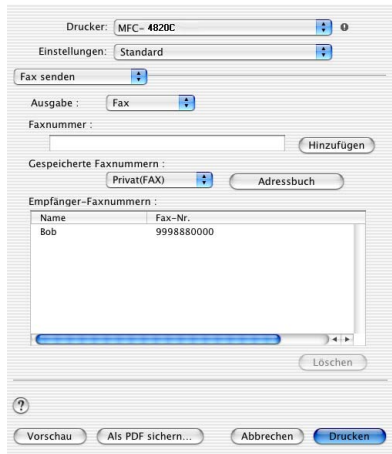 Drucker: MFC-4820C
Einstellungen: Standard
Fax senden
Ausgabe : Fax
Faxnummer :
Hinzufügen
Gespeicherte Faxnummern :
Privat(FAX) Adressbuch
Empfänger-Faxnummern :
Name Fax-Nr.
Bob 9998880000
Löschen
?
Vorschau Als PDF sichern... Abbrechen Drucken